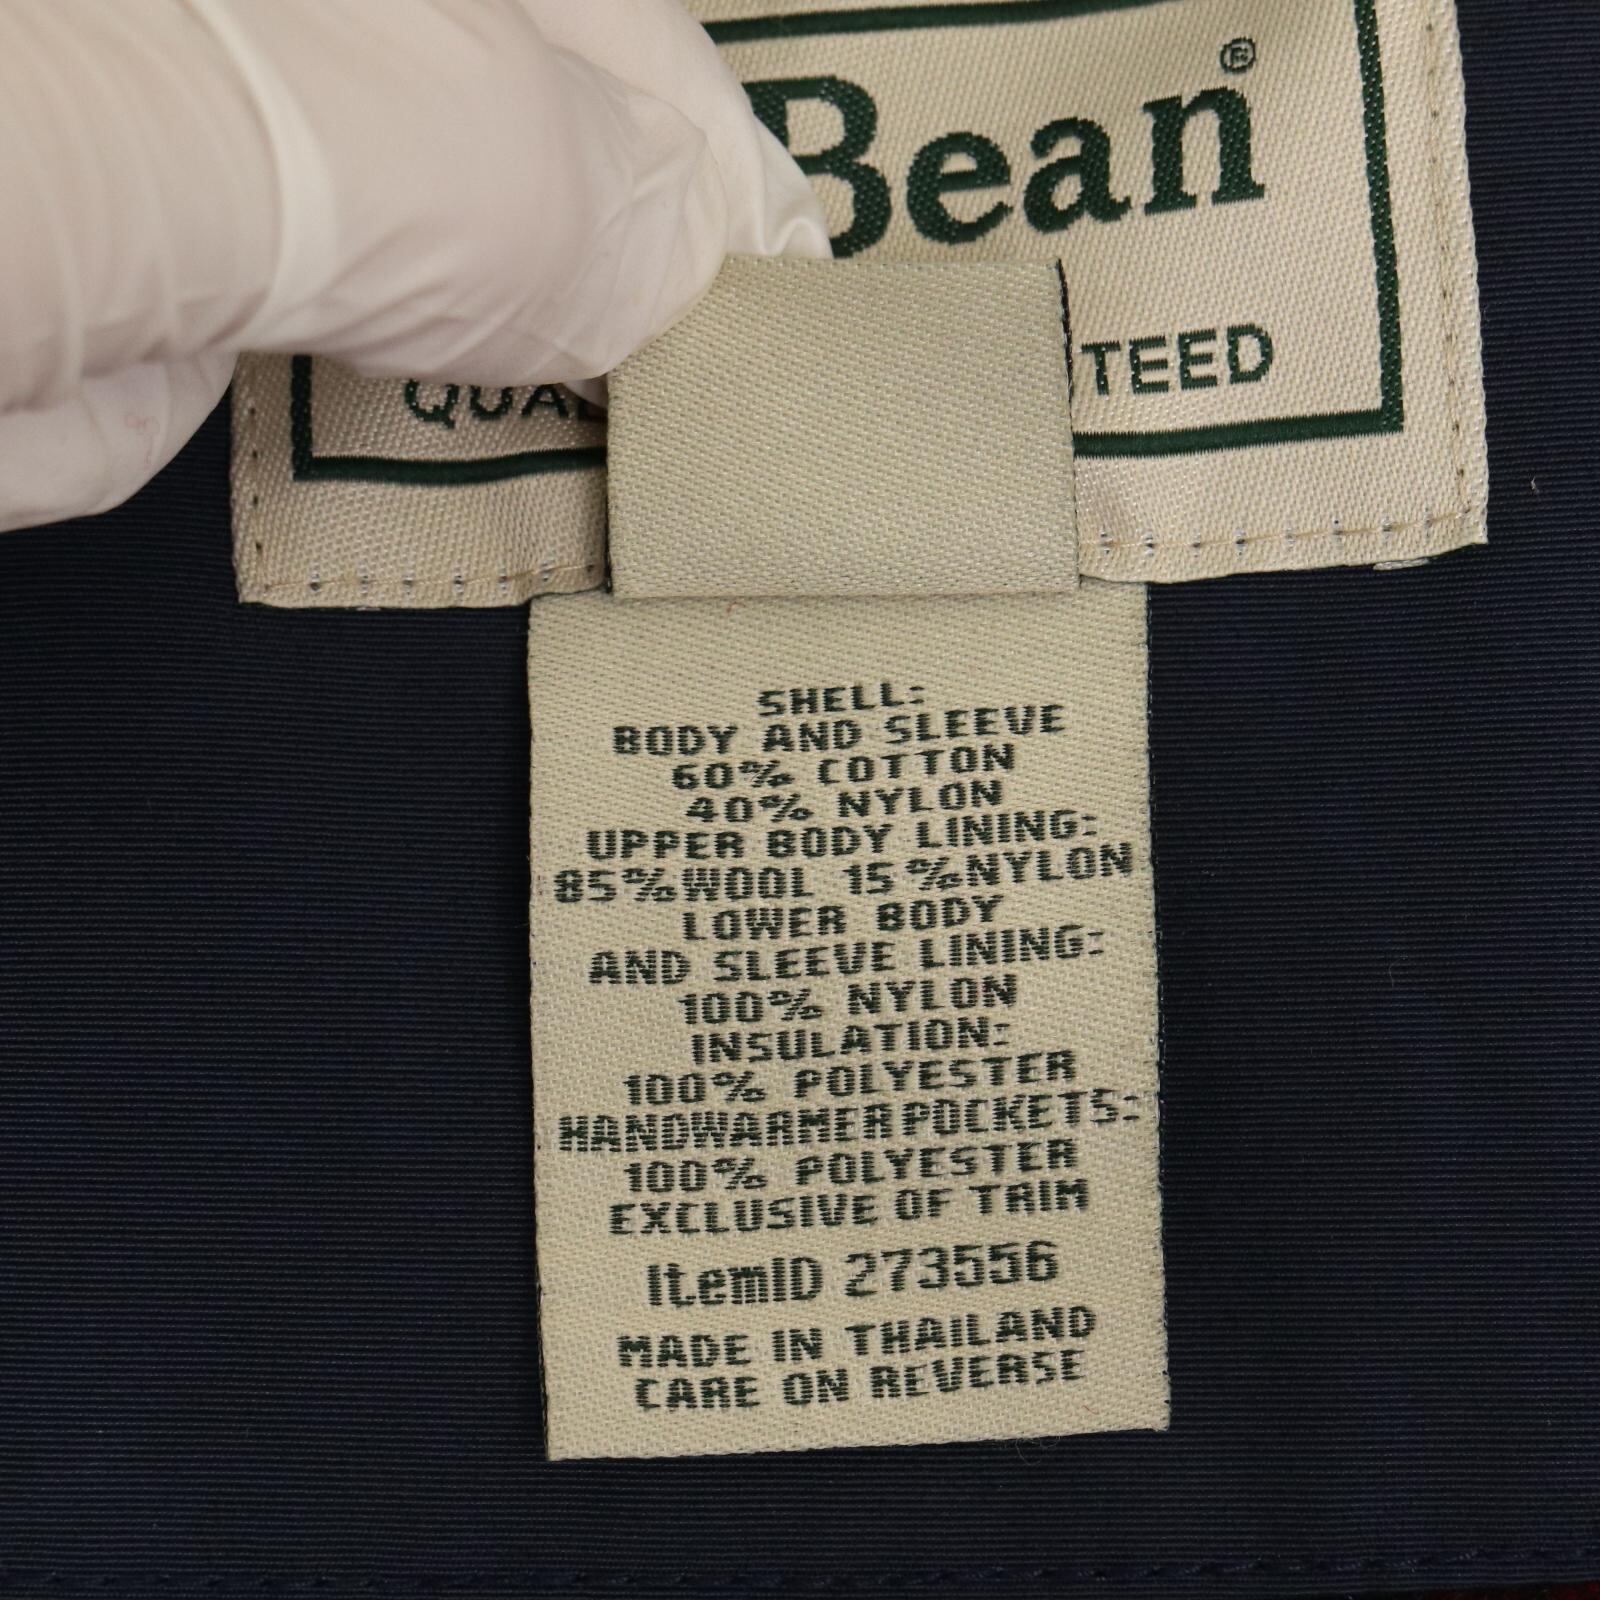 Bean®
QUAL TEED
SHELL:
BODY AND SLEEVE
60% COTTON
40% NYLON
UPPER BODY LINING:
85%WOOL 15%NYLON
LOWER BODY
AND SLEEVE LINING:
100% NYLON
INSULATION:
100% POLYESTER
HANDWARMER POCKETS:
100% POLYESTER
EXCLUSIVE OF TRIM
ItemID 273556
MADE IN THAILAND
CARE ON REVERSE